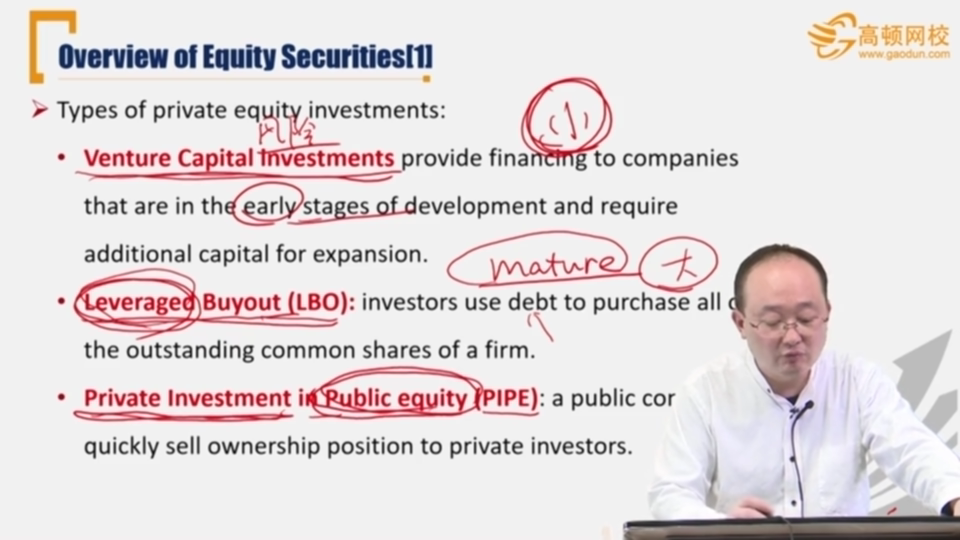 Overview of Equity Securities[1]
高顿网校
www.gaodun.com
Types of private equity investments:
小
风险
Venture Capital Investments provide financing to companies
that are in the early stages of development and require
additional capital for expansion.
mature 大
Leveraged Buyout (LBO): investors use debt to purchase all
the outstanding common shares of a firm.
Private Investment in Public equity (PIPE): a public
quickly sell ownership position to private investors.